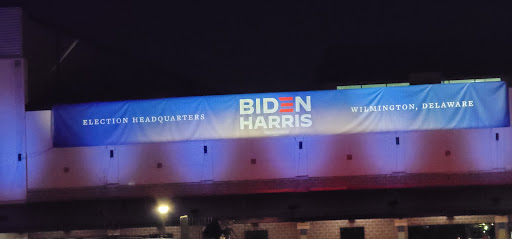 ELECTION HEADQUARTERS
BIDEN
HARRIS
WILMINGTON, DELAWARE